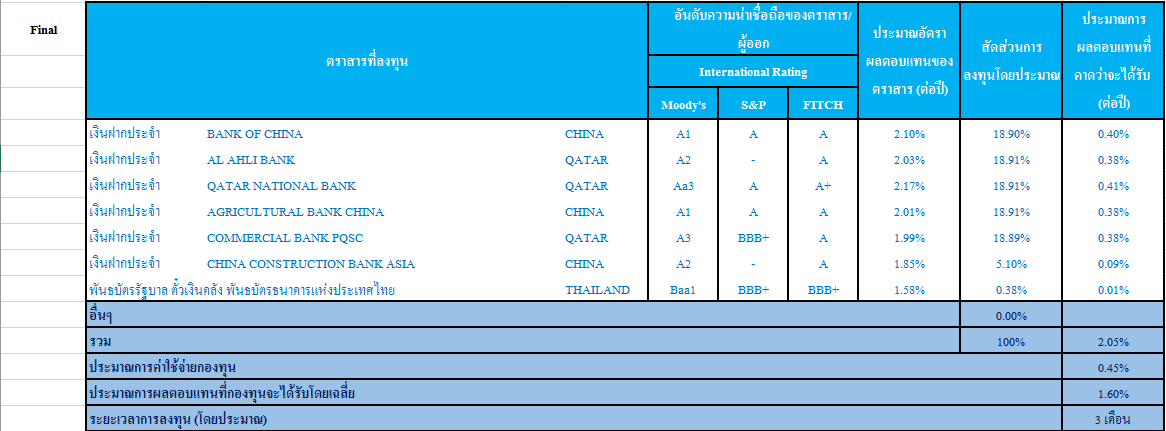 Final
ตราสารที่ลงทุน
อันดับความน่าเชื่อถือของตราสาร/
ผู้ออก
International Rating
Moody's S&P FITCH
ประมาณอัตรา
ผลตอบแทนของ
ตราสาร (ต่อปี)
สัดส่วนการ
ลงทุนโดยประมาณ
ประมาณการ
ผลตอบแทนที่
คาดว่าจะได้รับ
(ต่อปี)
เงินฝากประจำ BANK OF CHINA CHINA A1 A A 2.10% 18.90% 0.40%
เงินฝากประจำ AL AHLI BANK QATAR A2 - A 2.03% 18.91% 0.38%
เงินฝากประจำ QATAR NATIONAL BANK QATAR Aa3 A A+ 2.17% 18.91% 0.41%
เงินฝากประจำ AGRICULTURAL BANK CHINA CHINA A1 A A 2.01% 18.91% 0.38%
เงินฝากประจำ COMMERCIAL BANK PQSC QATAR A3 BBB+ A 1.99% 18.89% 0.38%
เงินฝากประจำ CHINA CONSTRUCTION BANK ASIA CHINA A2 - A 1.85% 5.10% 0.09%
พันธบัตรรัฐบาล ตั๋วเงินคลัง พันธบัตรธนาคารแห่งประเทศไทย THAILAND Baa1 BBB+ BBB+ 1.58% 0.38% 0.01%
อื่นๆ 0.00%
รวม 100% 2.05%
ประมาณการค่าใช้จ่ายกองทุน 0.45%
ประมาณการผลตอบแทนที่กองทุนจะได้รับโดยเฉลี่ย 1.60%
ระยะเวลาการลงทุน (โดยประมาณ) 3 เดือน